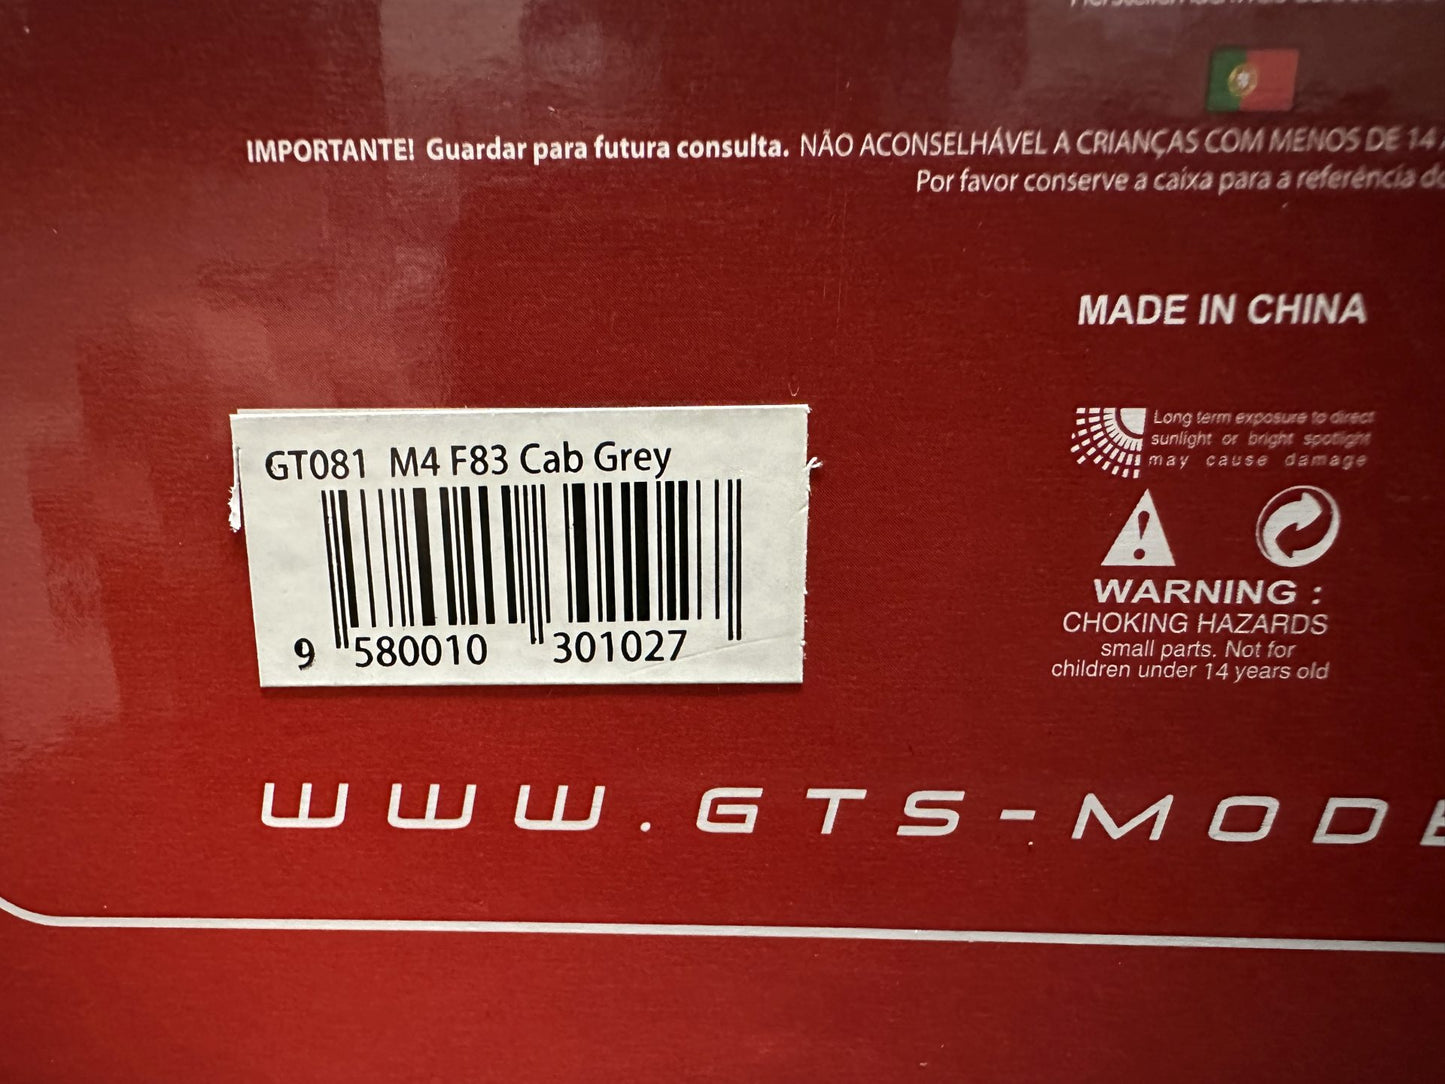 IMPORTANTE! Guardar para futura consulta. NÃO ACONSELHÁVEL A CRIANÇAS COM MENOS DE 14
Por favor conserve a caixa para a referência
MADE IN CHINA
Long term exposure to direct
sunlight or bright spotlight
may cause damage
GT081 M4 F83 Cab Grey
9 580010 301027
WARNING :
CHOKING HAZARDS
small parts. Not for
children under 14 years old
WWW.GTS-MODE